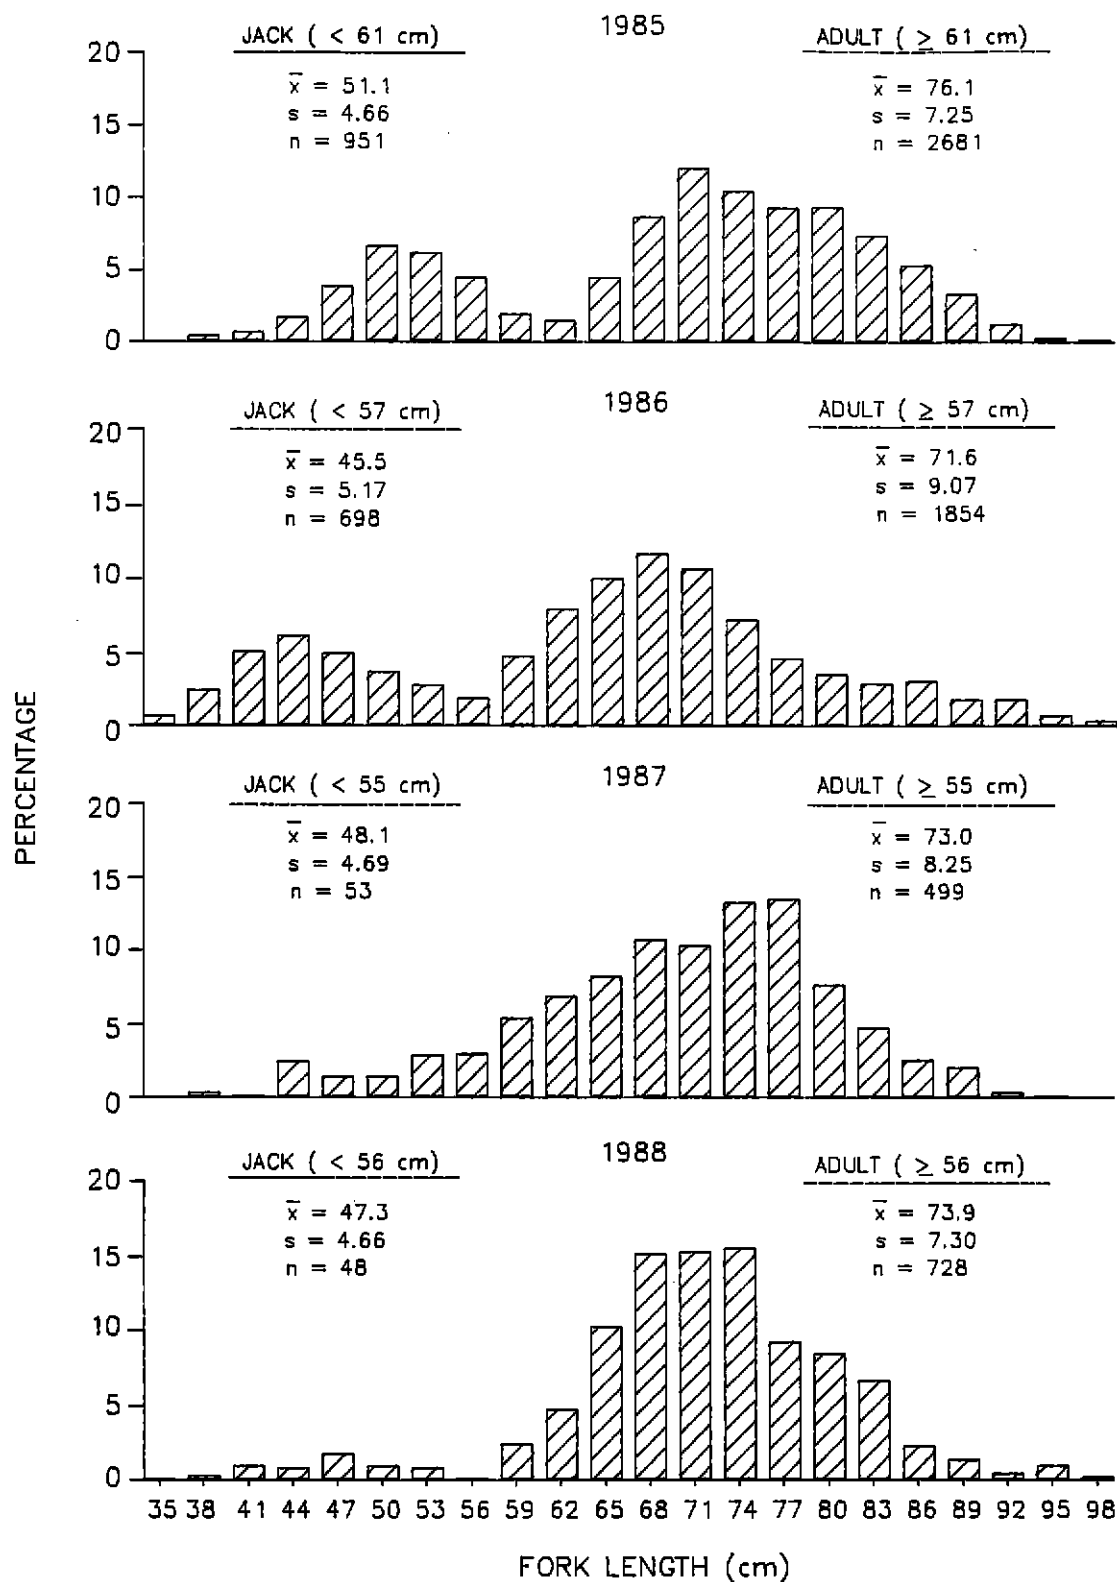 1985
JACK ( < 61 cm)
x̄ = 51.1
s = 4.66
n = 951
ADULT ( ≥ 61 cm)
x̄ = 76.1
s = 7.25
n = 2681
20
15
10
5
0
1986
JACK ( < 57 cm)
x̄ = 45.5
s = 5.17
n = 698
ADULT ( ≥ 57 cm)
x̄ = 71.6
s = 9.07
n = 1854
20
15
10
5
0
1987
JACK ( < 55 cm)
x̄ = 48.1
s = 4.69
n = 53
ADULT ( ≥ 55 cm)
x̄ = 73.0
s = 8.25
n = 499
20
15
10
5
0
1988
JACK ( < 56 cm)
x̄ = 47.3
s = 4.66
n = 48
ADULT ( ≥ 56 cm)
x̄ = 73.9
s = 7.30
n = 728
20
15
10
5
0
35 38 41 44 47 50 53 56 59 62 65 68 71 74 77 80 83 86 89 92 95 98
FORK LENGTH (cm)
PERCENTAGE